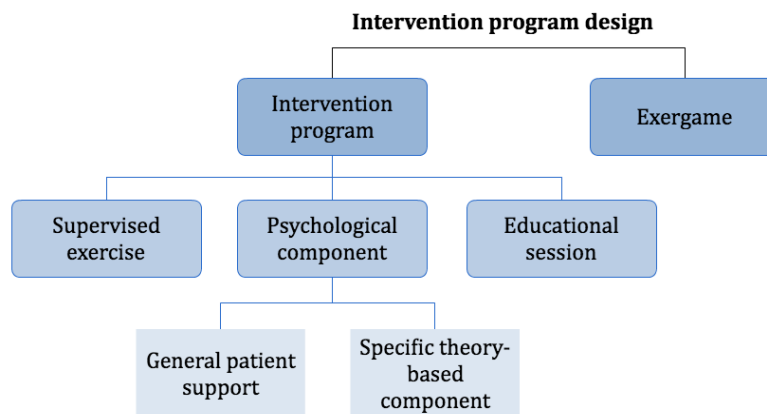 Intervention program design
Intervention
program
Exergame
Supervised
exercise
Psychological
component
Educational
session
General patient
support
Specific theory-
based
component